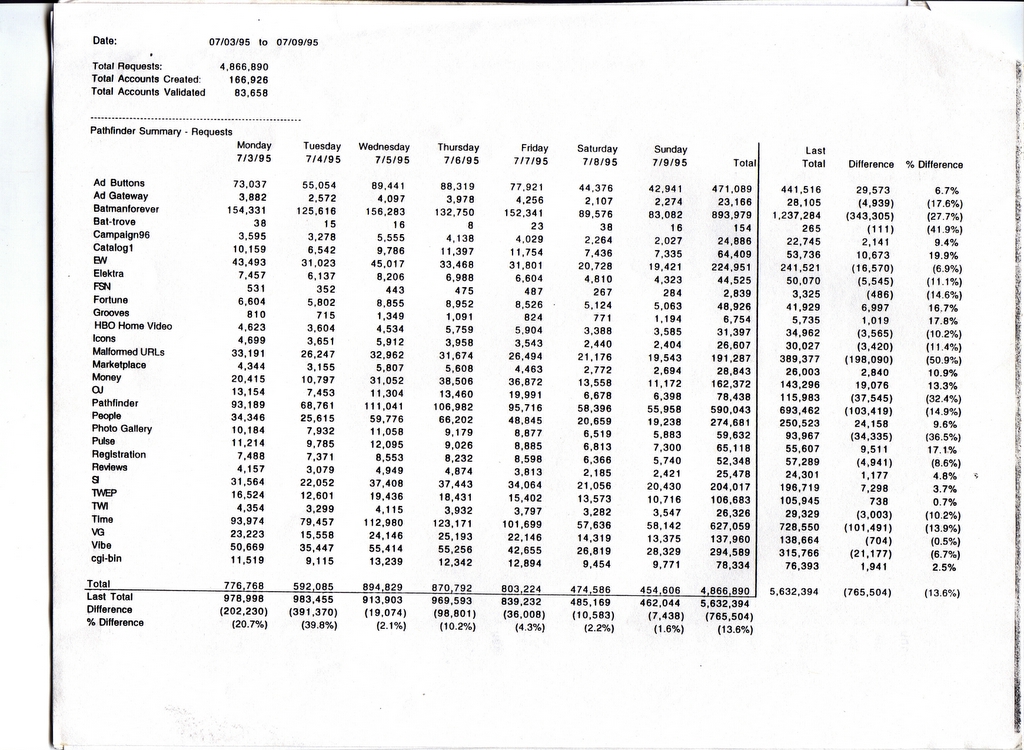 Date: 07/03/95 to 07/09/95
Total Requests: 4,866,890
Total Accounts Created: 166,926
Total Accounts Validated 83,658
Pathfinder Summary - Requests
Monday Tuesday Wednesday Thursday Friday Saturday Sunday Last
7/3/95 7/4/95 7/5/95 7/6/95 7/7/95 7/8/95 7/9/95 Total Total Difference % Difference
Ad Buttons 73,037 55,054 89,441 88,319 77,921 44,376 42,941 471,089 441,516 29,573 6.7%
Ad Gateway 3,882 2,572 4,097 3,978 4,256 2,107 2,274 23,166 28,105 (4,939) (17.6%)
Batmanforever 154,331 125,616 156,283 132,750 152,341 89,576 83,082 893,979 1,237,284 (343,305) (27.7%)
Bat-trove 38 15 16 8 23 38 16 154 265 (111) (41.9%)
Campaign96 3,595 3,278 5,555 4,138 4,029 2,264 2,027 24,886 22,745 2,141 9.4%
Catalog1 10,159 6,542 9,786 11,397 11,754 7,436 7,335 64,409 53,736 10,673 19.9%
EW 43,493 31,023 45,017 33,468 31,801 20,728 19,421 224,951 241,521 (16,570) (6.9%)
Elektra 7,457 6,137 8,206 6,988 6,604 4,810 4,323 44,525 50,070 (5,545) (11.1%)
FSN 531 352 443 475 487 267 284 2,839 3,325 (486) (14.6%)
Fortune 6,604 5,802 8,855 8,952 8,526 5,124 5,063 48,926 41,929 6,997 16.7%
Grooves 810 715 1,349 1,091 824 771 1,194 6,754 5,735 1,019 17.8%
HBO Home Video 4,623 3,604 4,534 5,759 5,904 3,388 3,585 31,397 34,962 (3,565) (10.2%)
Icons 4,699 3,651 5,912 3,958 3,543 2,440 2,404 26,607 30,027 (3,420) (11.4%)
Malformed URLs 33,191 26,247 32,962 31,674 26,494 21,176 19,543 191,287 389,377 (198,090) (50.9%)
Marketplace 4,344 3,155 5,807 5,608 4,463 2,772 2,694 28,843 26,003 2,840 10.9%
Money 20,415 10,797 31,052 38,506 36,872 13,558 11,172 162,372 143,296 19,076 13.3%
OJ 13,154 7,453 11,304 13,460 19,991 6,678 6,398 78,438 115,983 (37,545) (32.4%)
Pathfinder 93,189 68,761 111,041 106,982 95,716 58,396 55,958 590,043 693,462 (103,419) (14.9%)
People 34,346 25,615 59,776 66,202 48,845 20,659 19,238 274,681 250,523 24,158 9.6%
Photo Gallery 10,184 7,932 11,058 9,179 8,877 6,519 5,883 59,632 93,967 (34,335) (36.5%)
Pulse 11,214 9,785 12,095 9,026 8,885 6,813 7,300 65,118 55,607 9,511 17.1%
Registration 7,488 7,371 8,553 8,232 8,598 6,366 5,740 52,348 57,289 (4,941) (8.6%)
Reviews 4,157 3,079 4,949 4,874 3,813 2,185 2,421 25,478 24,301 1,177 4.8%
SI 31,564 22,052 37,408 37,443 34,064 21,056 20,430 204,017 196,719 7,298 3.7%
TWEP 16,524 12,601 19,436 18,431 15,402 13,573 10,716 106,683 105,945 738 0.7%
TWI 4,354 3,299 4,115 3,932 3,797 3,282 3,547 26,326 29,329 (3,003) (10.2%)
Time 93,974 79,457 112,980 123,171 101,699 57,636 58,142 627,059 728,550 (101,491) (13.9%)
VG 23,223 15,558 24,146 25,193 22,146 14,319 13,375 137,960 138,664 (704) (0.5%)
Vibe 50,669 35,447 55,414 55,256 42,655 26,819 28,329 294,589 315,766 (21,177) (6.7%)
cgi-bin 11,519 9,115 13,239 12,342 12,894 9,454 9,771 78,334 76,393 1,941 2.5%
Total 776,768 592,085 894,829 870,792 803,224 474,586 454,606 4,866,890 5,632,394 (765,504) (13.6%)
Last Total 978,998 983,455 913,903 969,593 839,232 485,169 462,044 5,632,394
Difference (202,230) (391,370) (19,074) (98,801) (36,008) (10,583) (7,438) (765,504)
% Difference (20.7%) (39.8%) (2.1%) (10.2%) (4.3%) (2.2%) (1.6%) (13.6%)